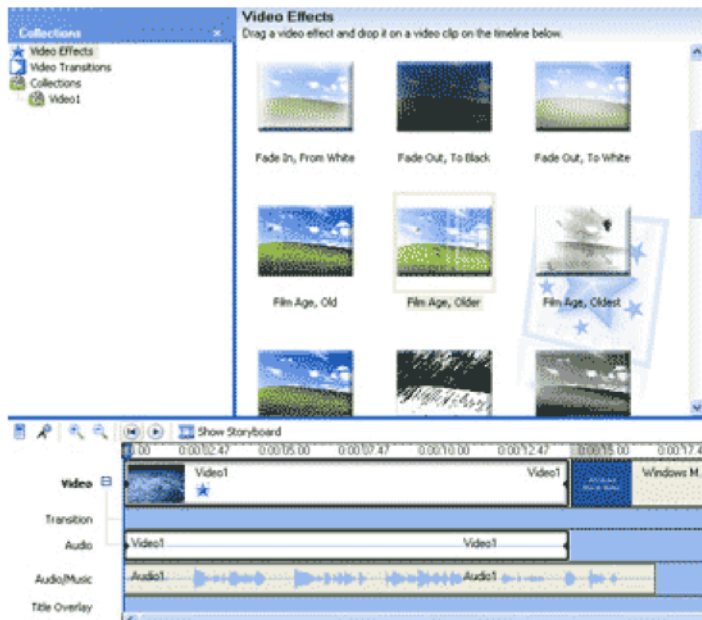 Collections
Video Effects
Video Transitions
Collections
Video1
Video Effects
Drag a video effect and drop it on a video clip on the timeline below.
Fade In, From White
Fade Out, To Black
Fade Out, To White
Film Age, Old
Film Age, Older
Film Age, Oldest
Show Storyboard
0:00:02.47 0:00:05.00 0:00:07.47 0:00:10.00 0:00:12.47 0:00:15.00 0:00:17.4
Video
Video1 Video1 Windows M
Transition
Audio Video1 Video1
Audio/Music Audio1 Audio1
Title Overlay